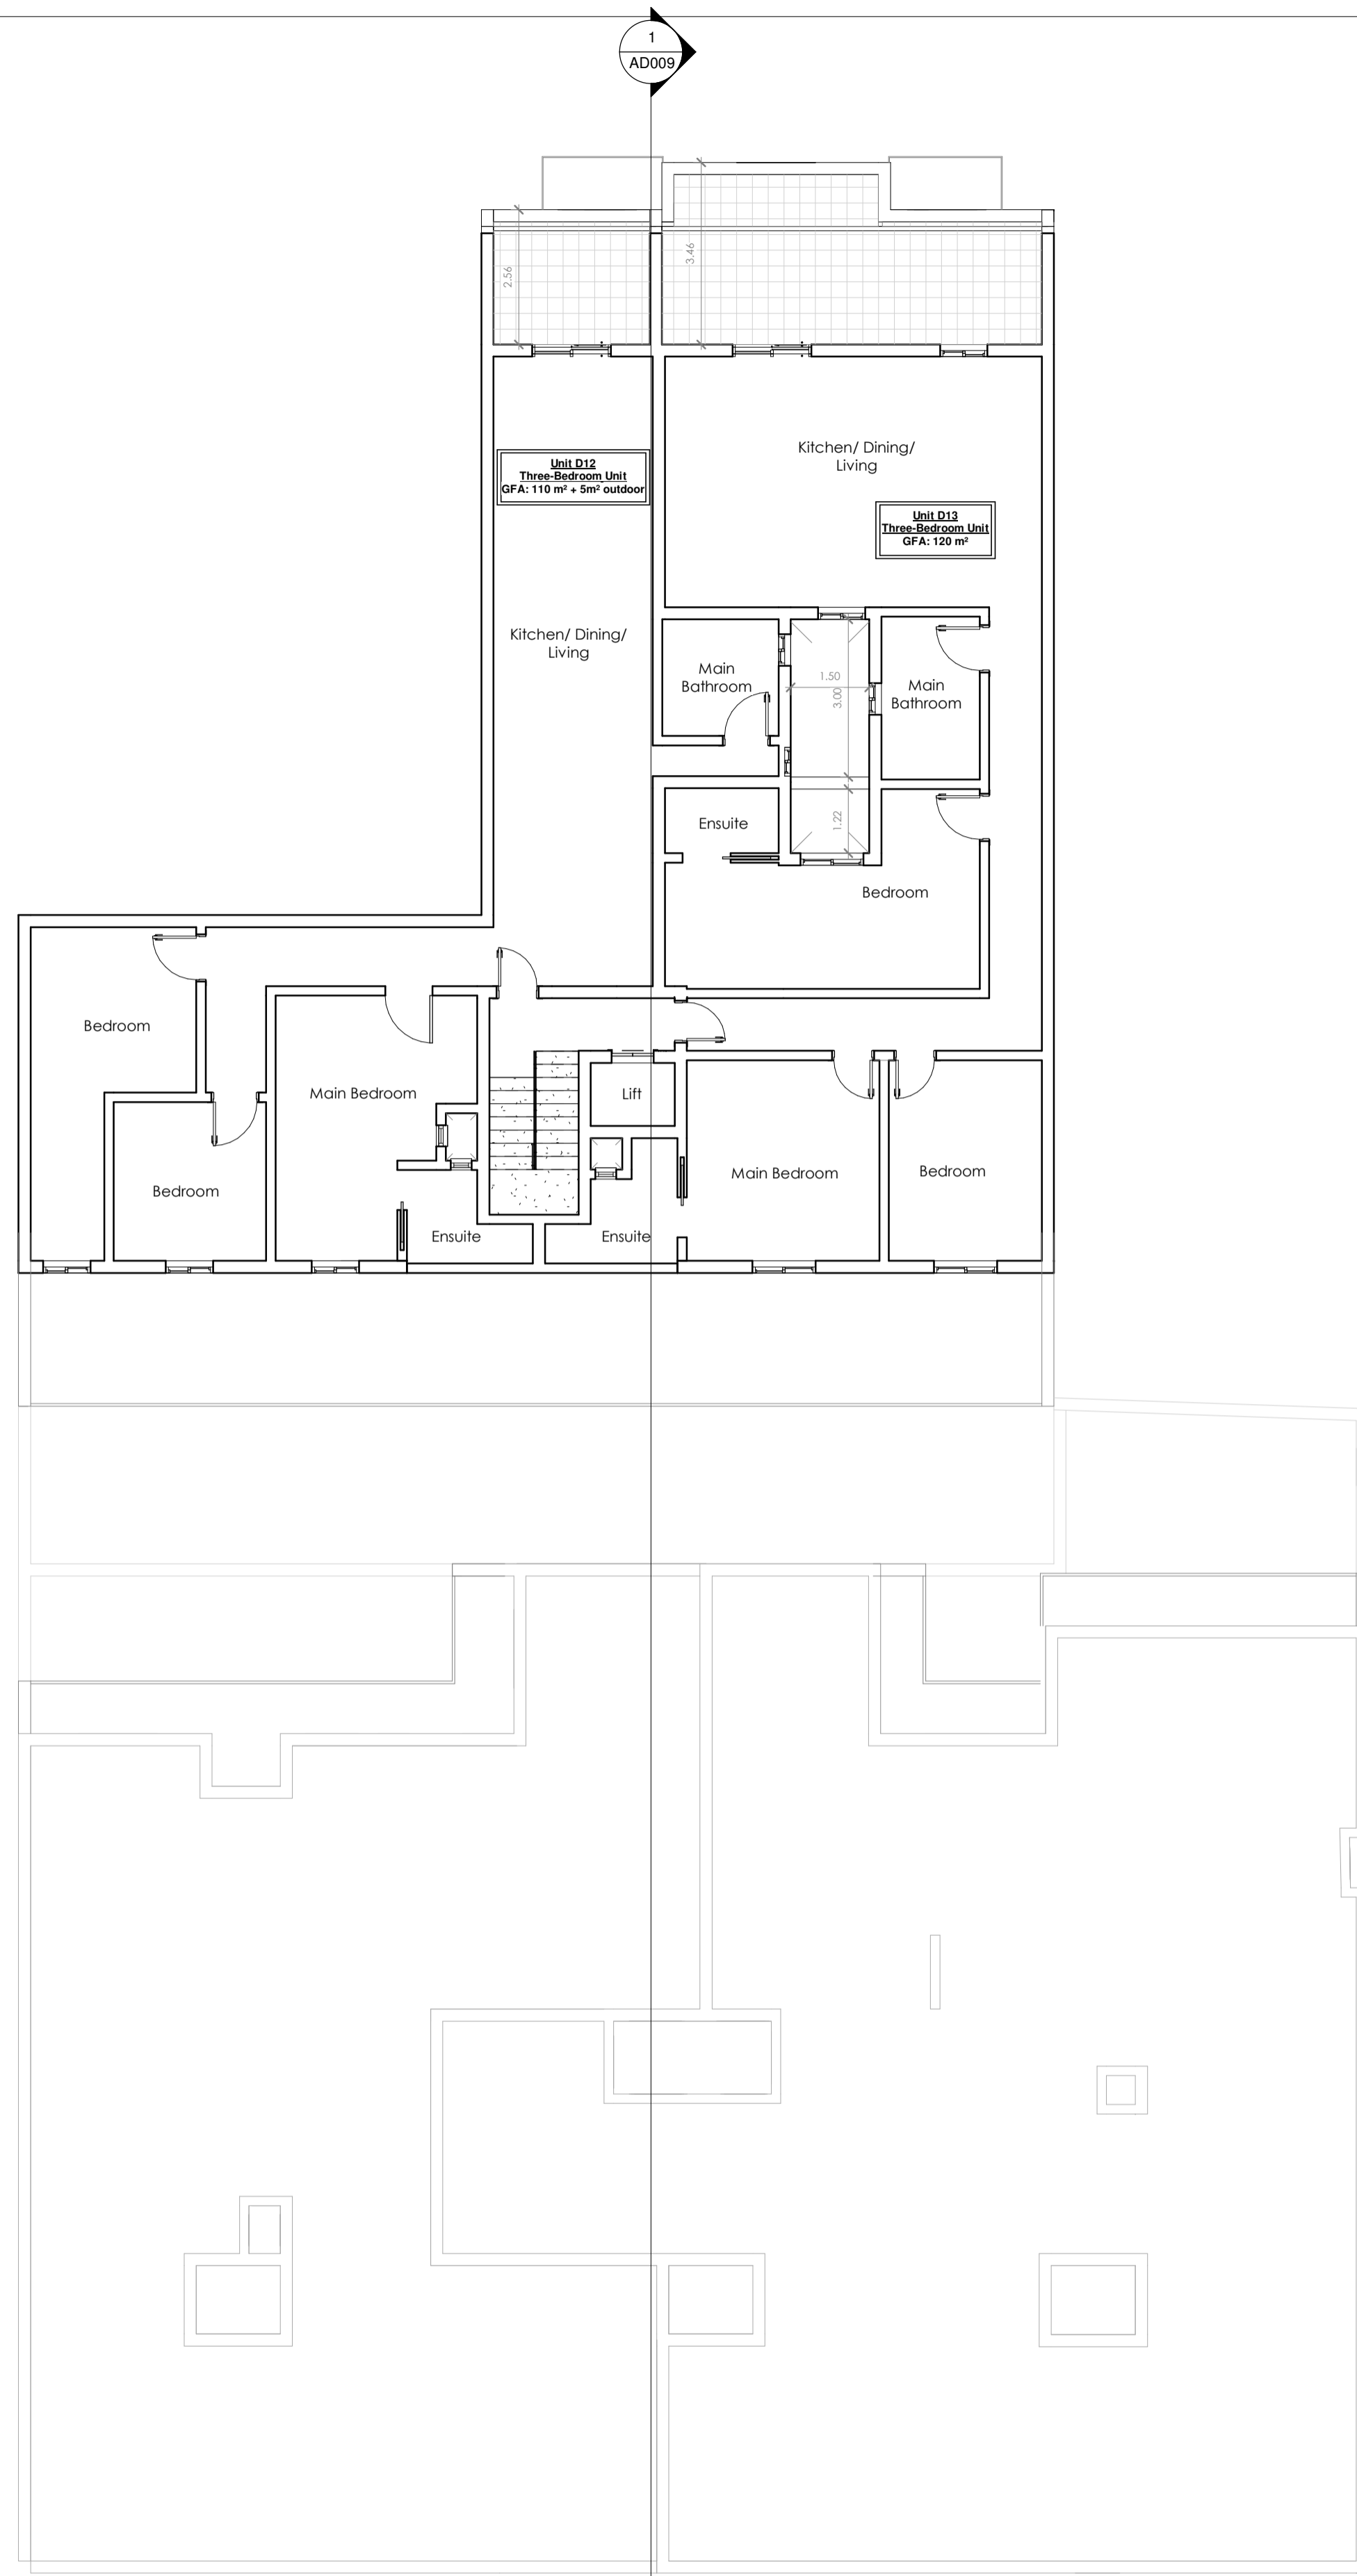 1
AD009
2.56
3.46
Kitchen/ Dining/
Living
Unit D12
Three-Bedroom Unit
GFA: 110 m² + 5m² outdoor
Unit D13
Three-Bedroom Unit
GFA: 120 m²
Kitchen/ Dining/
Living
Main
Bathroom
1.50
3.00
Main
Bathroom
Ensuite
1.22
Bedroom
Bedroom
Main Bedroom
Lift
Main Bedroom
Bedroom
Bedroom
Ensuite
Ensuite